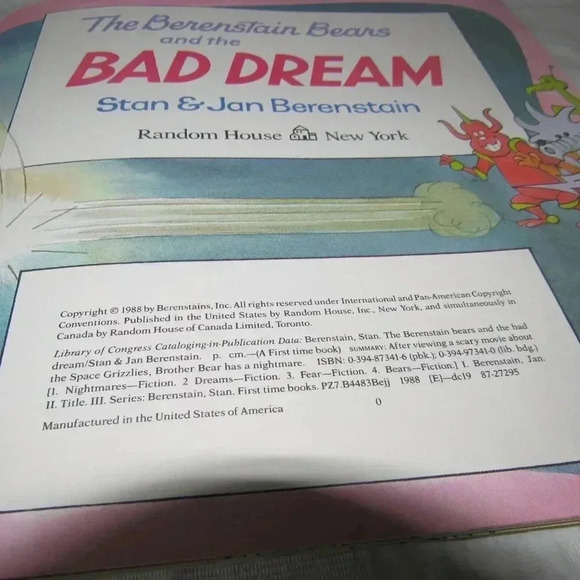 The Berenstain Bears
and the
BAD DREAM
Stan & Jan Berenstain
Random House New York
Copyright © 1988 by Berenstains, Inc. All rights reserved under International and Pan-American Copyright
Conventions. Published in the United States by Random House, Inc., New York, and simultaneously in
Canada by Random House of Canada Limited, Toronto.
Library of Congress Cataloging-in-Publication Data: Berenstain, Stan. The Berenstain bears and the bad
dream/Stan & Jan Berenstain. p. cm.—(A First time book) SUMMARY: After viewing a scary movie about
the Space Grizzlies, Brother Bear has a nightmare. ISBN: 0-394-87341-6 (pbk.); 0-394-97341-0 (lib. bdg.)
[1. Nightmares—Fiction. 2 Dreams—Fiction. 3. Fear—Fiction. 4. Bears—Fiction.] I. Berenstain, Jan.
II. Title. III. Series: Berenstain, Stan. First time books. PZ7.B4483Bejj 1988 [E]—dc19 87-27295
Manufactured in the United States of America 0